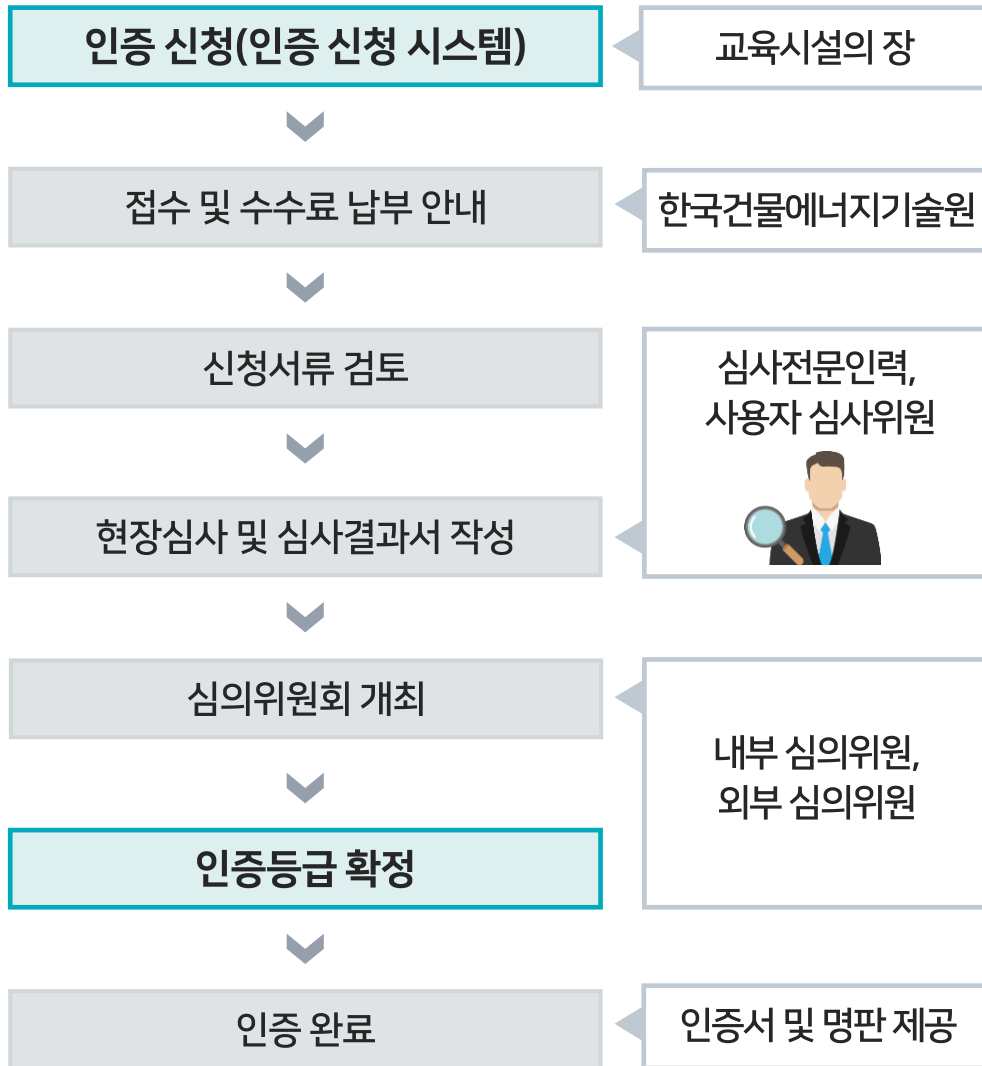 인증 신청(인증 신청 시스템)
교육시설의 장
접수 및 수수료 납부 안내
한국건물에너지기술원
신청서류 검토
심사전문인력,
사용자 심사위원
현장심사 및 심사결과서 작성
심의위원회 개최
내부 심의위원,
외부 심의위원
인증등급 확정
인증 완료
인증서 및 명판 제공